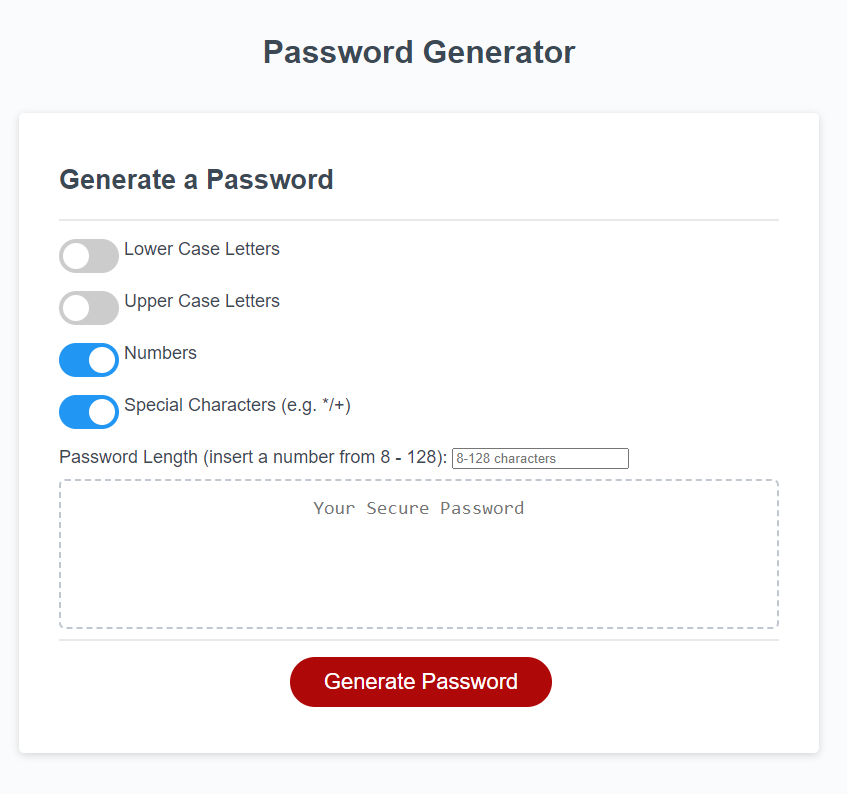 Password Generator
Generate a Password
Lower Case Letters
Upper Case Letters
Numbers
Special Characters (e.g. */+)
Password Length (insert a number from 8 - 128): 8-128 characters
Your Secure Password
Generate Password